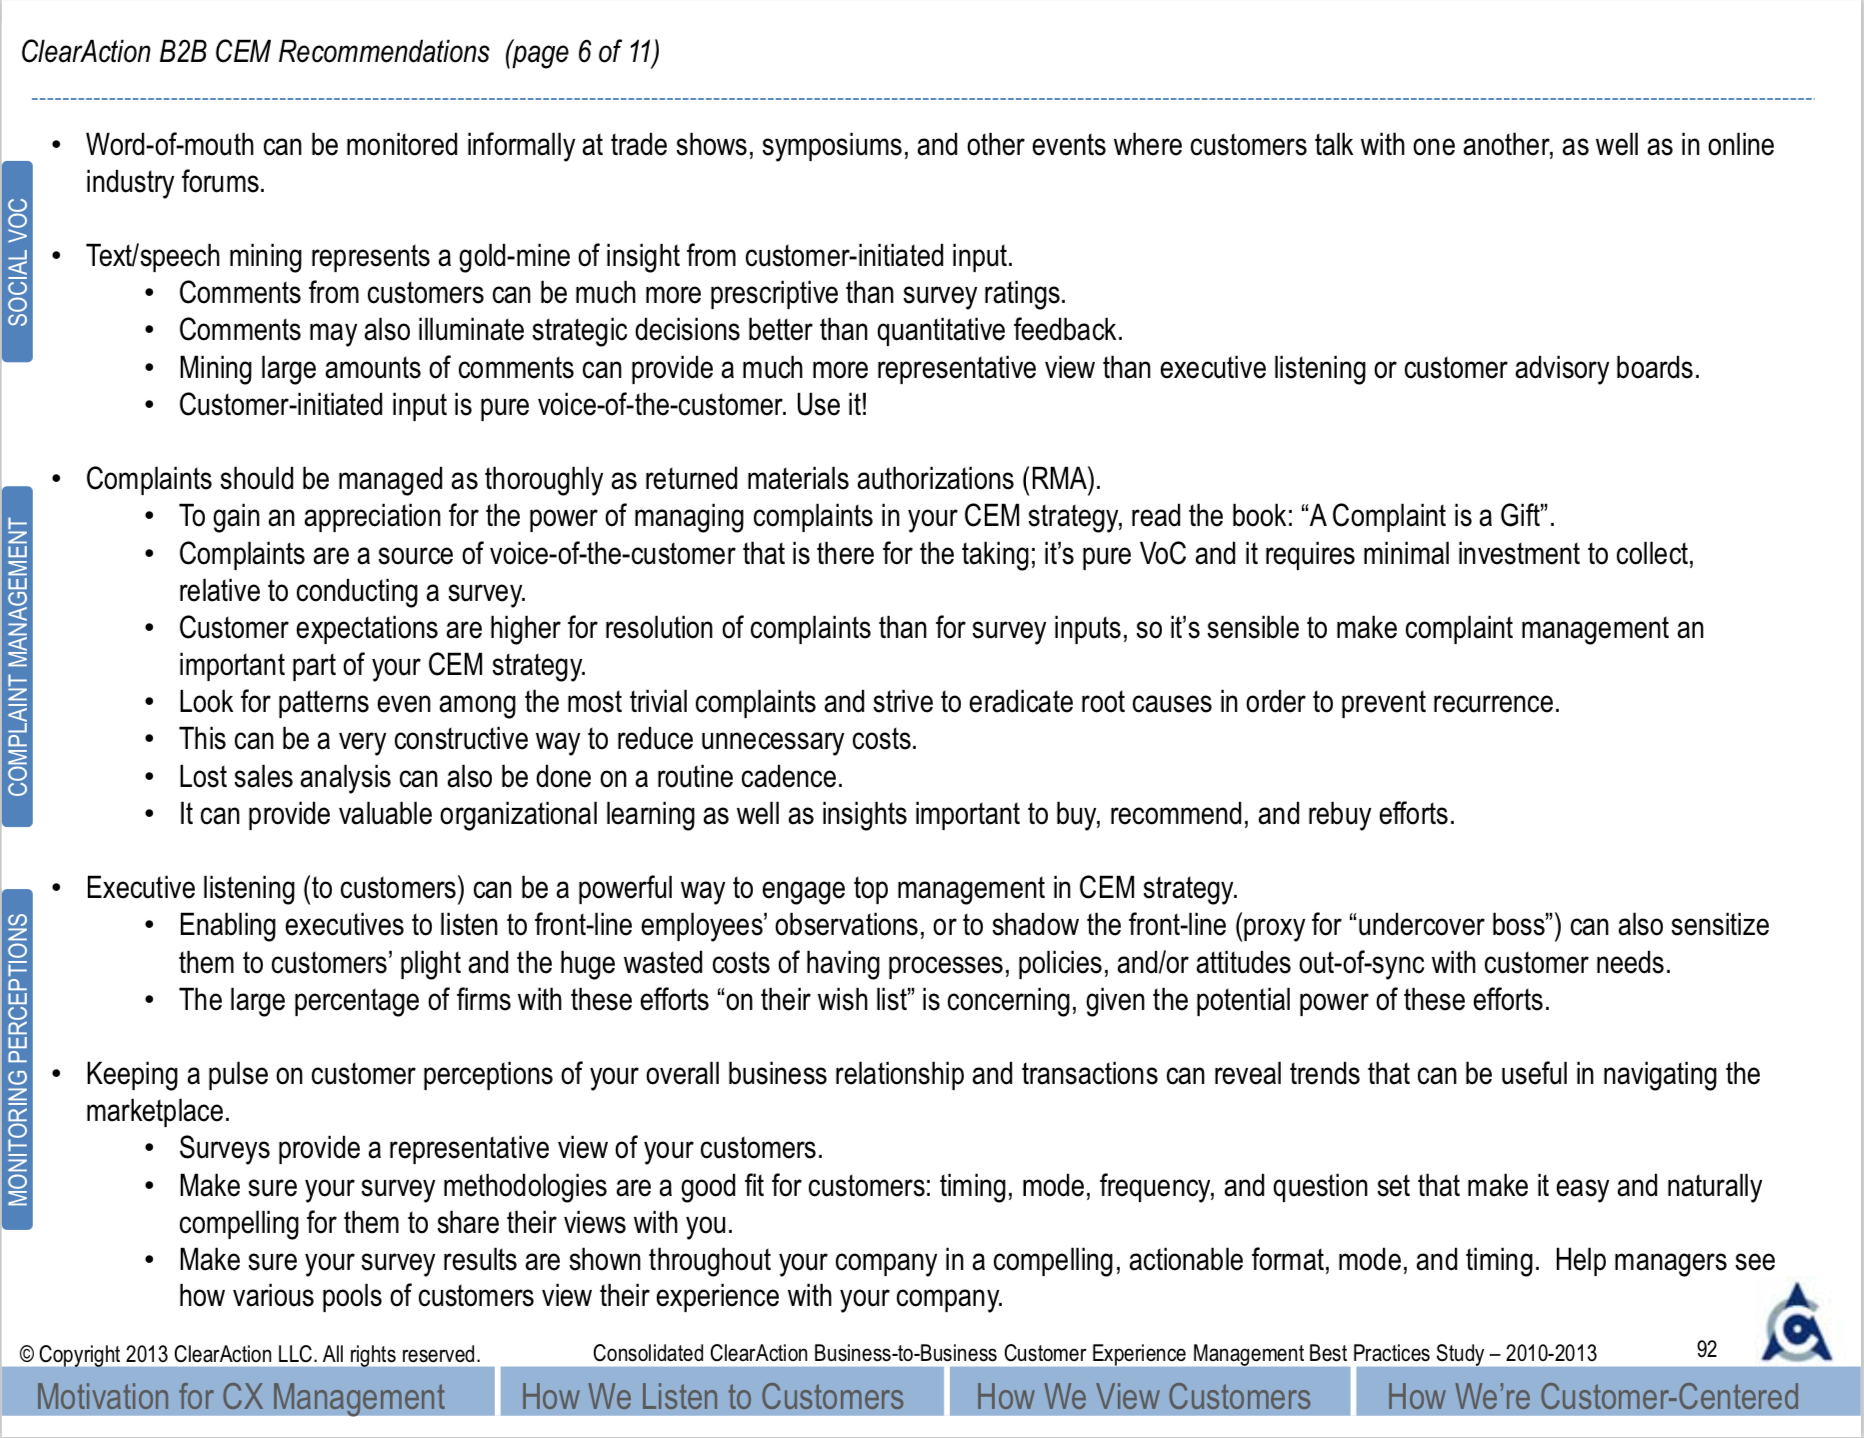 ClearAction B2B CEM Recommendations  (page 6 of 11)
SOCIAL VOC
• Word-of-mouth can be monitored informally at trade shows, symposiums, and other events where customers talk with one another, as well as in online
industry forums.
• Text/speech mining represents a gold-mine of insight from customer-initiated input.
• Comments from customers can be much more prescriptive than survey ratings.
• Comments may also illuminate strategic decisions better than quantitative feedback.
• Mining large amounts of comments can provide a much more representative view than executive listening or customer advisory boards.
• Customer-initiated input is pure voice-of-the-customer. Use it!
COMPLAINT MANAGEMENT
• Complaints should be managed as thoroughly as returned materials authorizations (RMA).
• To gain an appreciation for the power of managing complaints in your CEM strategy, read the book: “A Complaint is a Gift”.
• Complaints are a source of voice-of-the-customer that is there for the taking; it’s pure VoC and it requires minimal investment to collect,
relative to conducting a survey.
• Customer expectations are higher for resolution of complaints than for survey inputs, so it’s sensible to make complaint management an
important part of your CEM strategy.
• Look for patterns even among the most trivial complaints and strive to eradicate root causes in order to prevent recurrence.
• This can be a very constructive way to reduce unnecessary costs.
• Lost sales analysis can also be done on a routine cadence.
• It can provide valuable organizational learning as well as insights important to buy, recommend, and rebuy efforts.
MONITORING PERCEPTIONS
• Executive listening (to customers) can be a powerful way to engage top management in CEM strategy.
• Enabling executives to listen to front-line employees’ observations, or to shadow the front-line (proxy for “undercover boss”) can also sensitize
them to customers’ plight and the huge wasted costs of having processes, policies, and/or attitudes out-of-sync with customer needs.
• The large percentage of firms with these efforts “on their wish list” is concerning, given the potential power of these efforts.
• Keeping a pulse on customer perceptions of your overall business relationship and transactions can reveal trends that can be useful in navigating the
marketplace.
• Surveys provide a representative view of your customers.
• Make sure your survey methodologies are a good fit for customers: timing, mode, frequency, and question set that make it easy and naturally
compelling for them to share their views with you.
• Make sure your survey results are shown throughout your company in a compelling, actionable format, mode, and timing.  Help managers see
how various pools of customers view their experience with your company.
© Copyright 2013 ClearAction LLC. All rights reserved.
Consolidated ClearAction Business-to-Business Customer Experience Management Best Practices Study – 2010-2013
92
Motivation for CX Management
How We Listen to Customers
How We View Customers
How We’re Customer-Centered